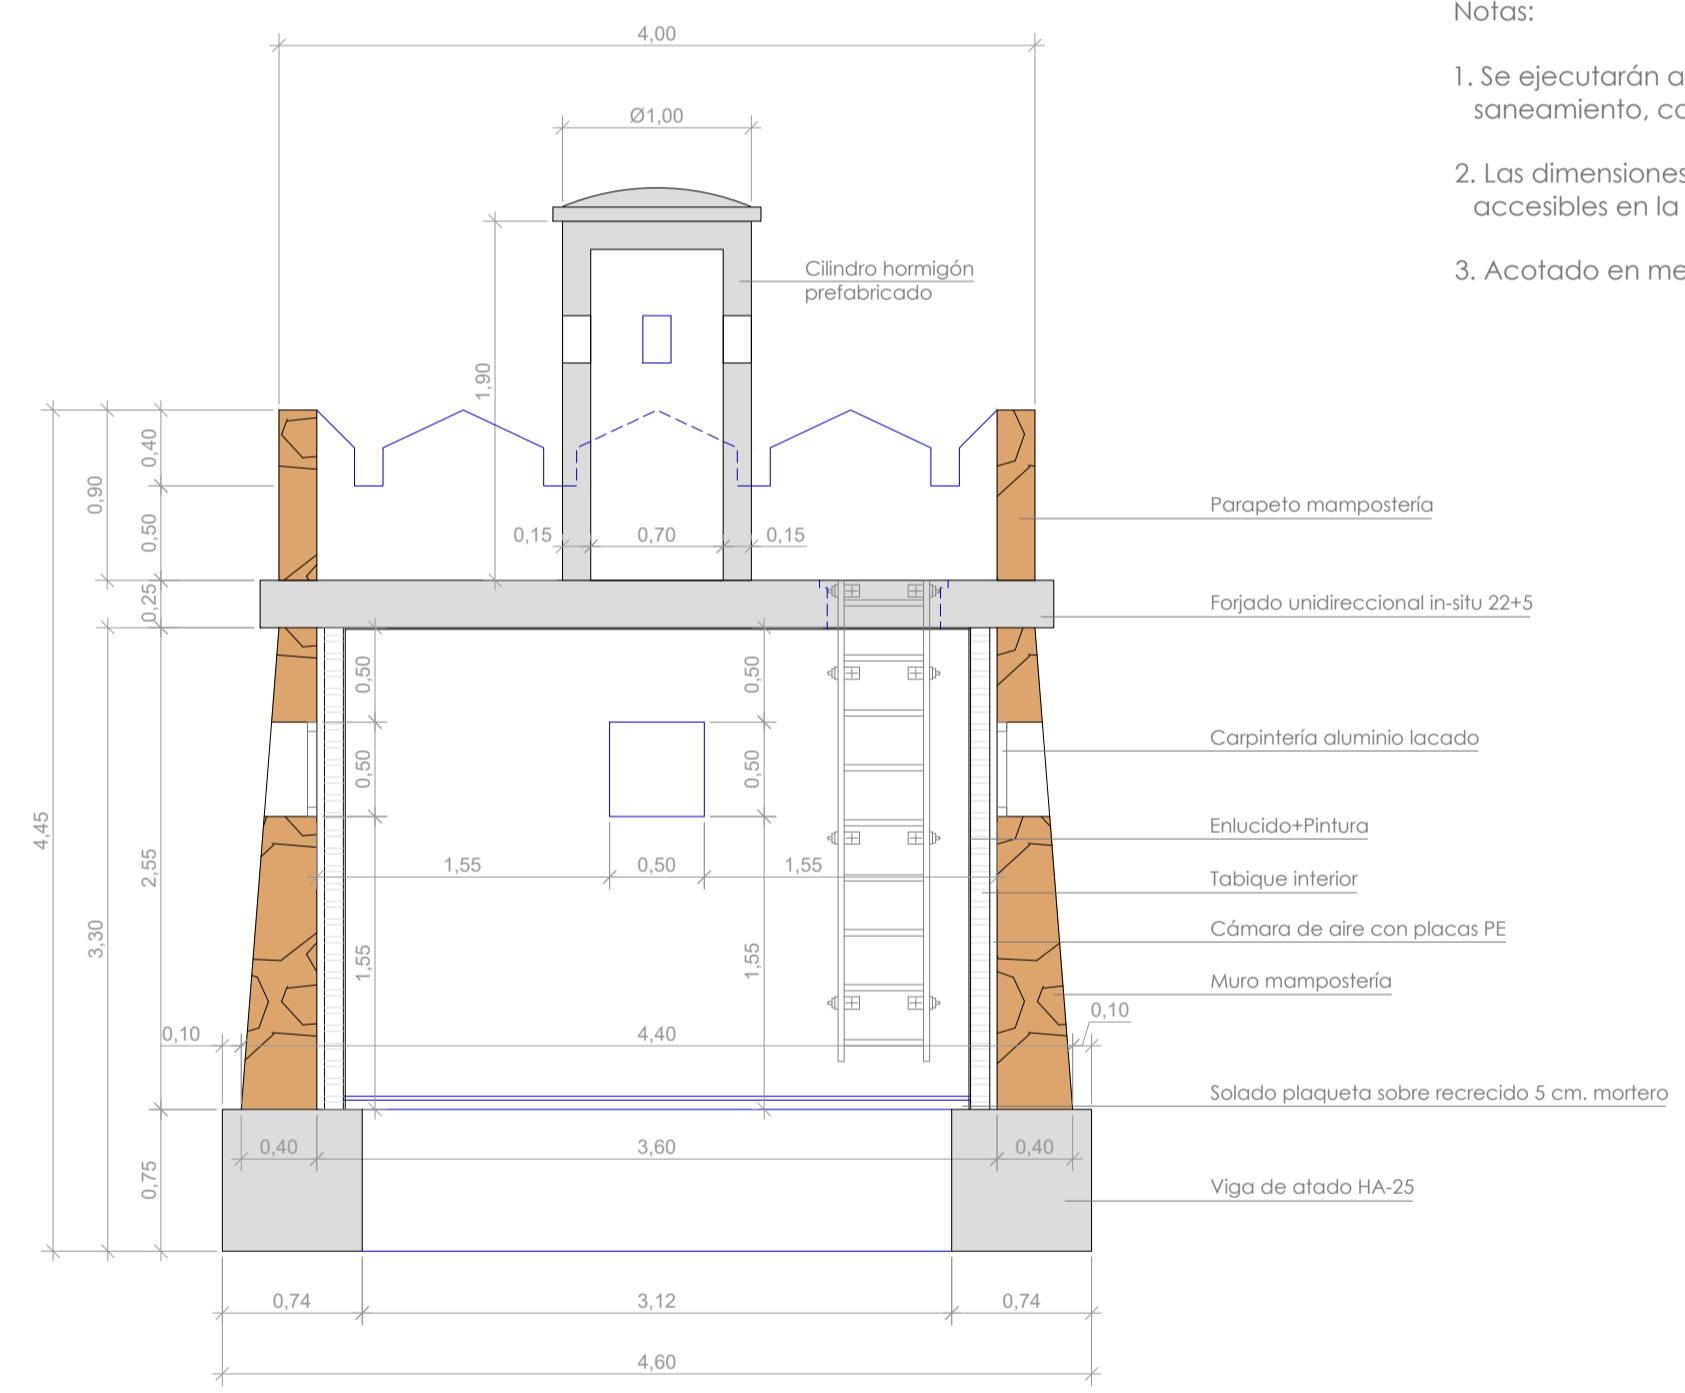 Notas:
1. Se ejecutarán a
saneamiento, co
2. Las dimensiones
accesibles en la
3. Acotado en me
4,00
Ø1,00
Cilindro hormigón
prefabricado
1,90
0,40
0,90
0,50
0,15
0,70
0,15
Parapeto mampostería
0,25
Forjado unidireccional in-situ 22+5
0,50
0,50
Carpintería aluminio lacado
0,50
0,50
4,45
Enlucido+Pintura
2,55
1,55
0,50
1,55
Tabique interior
3,30
Cámara de aire con placas PE
1,55
1,55
Muro mampostería
0,10
0,10
4,40
Solado plaqueta sobre recrecido 5 cm. mortero
0,40
3,60
0,40
0,75
Viga de atado HA-25
0,74
3,12
0,74
4,60